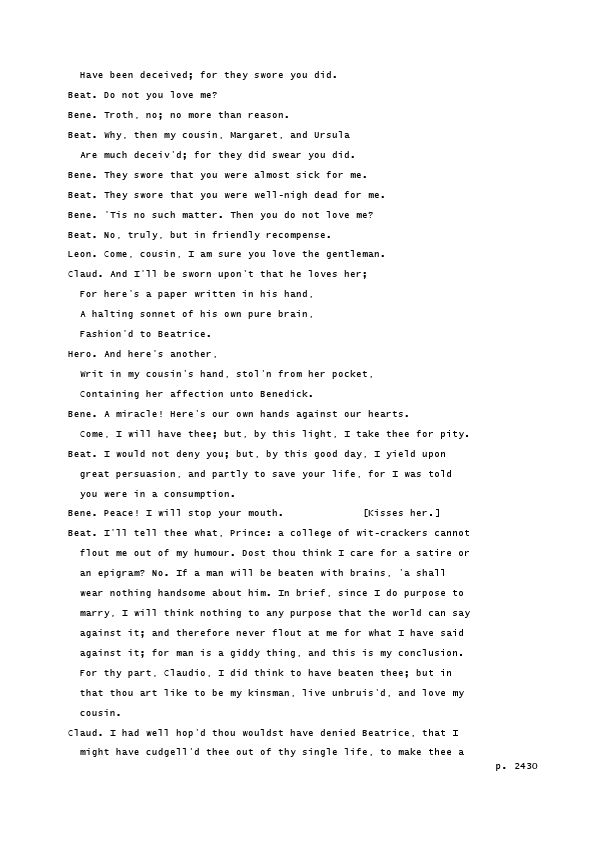 Have been deceived; for they swore you did.
Beat. Do not you love me?
Bene. Troth, no; no more than reason.
Beat. Why, then my cousin, Margaret, and Ursula
Are much deceiv'd; for they did swear you did.
Bene. They swore that you were almost sick for me.
Beat. They swore that you were well-nigh dead for me.
Bene. 'Tis no such matter. Then you do not love me?
Beat. No, truly, but in friendly recompense.
Leon. Come, cousin, I am sure you love the gentleman.
Claud. And I'll be sworn upon't that he loves her;
For here's a paper written in his hand,
A halting sonnet of his own pure brain,
Fashion'd to Beatrice.
Hero. And here's another,
Writ in my cousin's hand, stol'n from her pocket,
Containing her affection unto Benedick.
Bene. A miracle! Here's our own hands against our hearts.
Come, I will have thee; but, by this light, I take thee for pity.
Beat. I would not deny you; but, by this good day, I yield upon
great persuasion, and partly to save your life, for I was told
you were in a consumption.
Bene. Peace! I will stop your mouth. [Kisses her.]
Beat. I'll tell thee what, Prince: a college of wit-crackers cannot
flout me out of my humour. Dost thou think I care for a satire or
an epigram? No. If a man will be beaten with brains, 'a shall
wear nothing handsome about him. In brief, since I do purpose to
marry, I will think nothing to any purpose that the world can say
against it; and therefore never flout at me for what I have said
against it; for man is a giddy thing, and this is my conclusion.
For thy part, Claudio, I did think to have beaten thee; but in
that thou art like to be my kinsman, live unbruis'd, and love my
cousin.
Claud. I had well hop'd thou wouldst have denied Beatrice, that I
might have cudgell'd thee out of thy single life, to make thee a
p. 2430